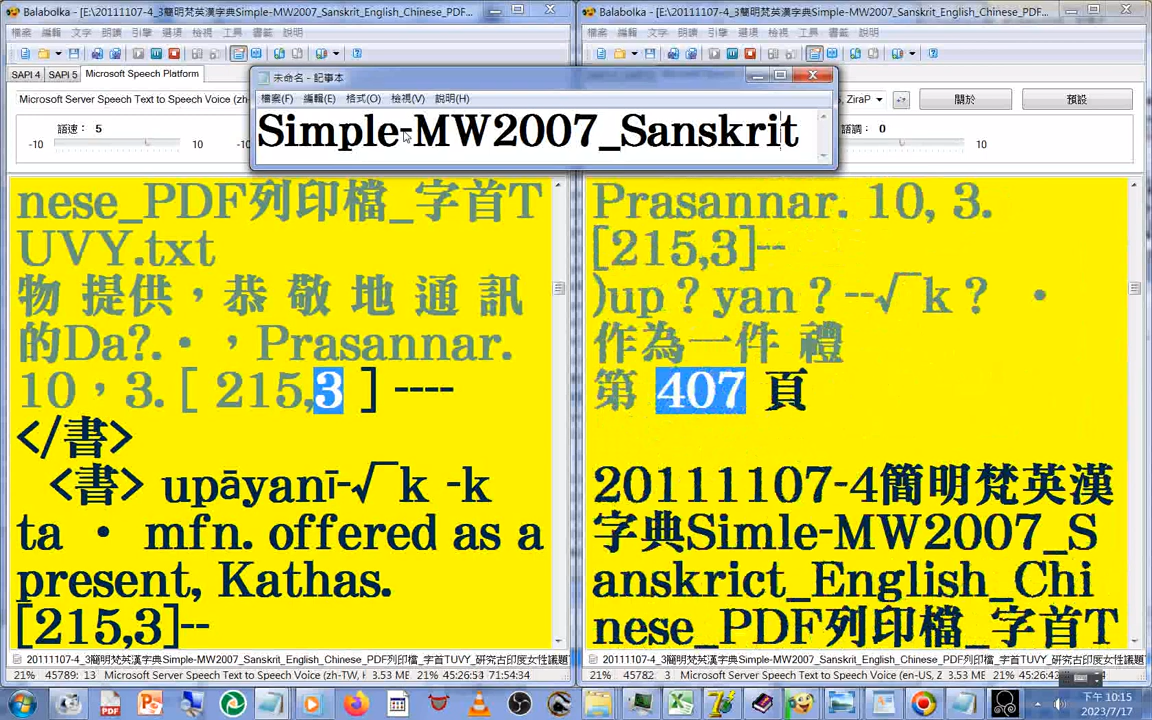 Balabolka - [E:\20111107-4_3簡明梵英漢字典Simple-MW2007_Sanskrit_English_Chinese_PDF...
檔案 編輯 文字 朗讀 引擎 選項 檢視 工具 書籤 說明
SAPI 4 SAPI 5 Microsoft Speech Platform
Microsoft Server Speech Text to Speech Voice (zh-
語速： 5
-10 10
Balabolka - [E:\20111107-4_3簡明梵英漢字典Simple-MW2007_Sanskrit_English_Chinese_PDF...
檔案 編輯 文字 朗讀 引擎 選項 檢視 工具 書籤 說明
, ZiraP 關於 預設
語調： 0
10
未命名 - 記事本
檔案(F) 編輯(E) 格式(O) 檢視(V) 說明(H)
Simple-MW2007_Sanskrit
nese_PDF列印檔_字首T
UVY.txt
物 提供，恭 敬 地 通 訊
的Da?.·，Prasannar.
10，3. [ 215,3 ] ----
</書>
<書> upāyanī-√k -k
ta • mfn. offered as a
present, Kathas.
[215,3]--
Prasannar. 10, 3.
[215,3]--
)up？yan？--√k？ •
作為一件 禮
第 407 頁
20111107-4簡明梵英漢
字典Simle-MW2007_S
anskrict_English_Chi
nese_PDF列印檔_字首T
20111107-4_3簡明梵英漢字典Simple-MW2007_Sanskrit_English_Chinese_PDF列印檔_字首TUVY_研究古印度女性議題
21% 45789: 13 Microsoft Server Speech Text to Speech Voice (zh-TW, H 3.53 ME 45:26:53 71:54:34
20111107-4_3簡明梵英漢字典Simple-MW2007_Sanskrit_English_Chinese_PDF列印檔_字首TUVY_研究古印度女性議題
21% 45782: 3 Microsoft Server Speech Text to Speech Voice (en-US, Z 3.53 ME
下午 10:15
2023/7/17